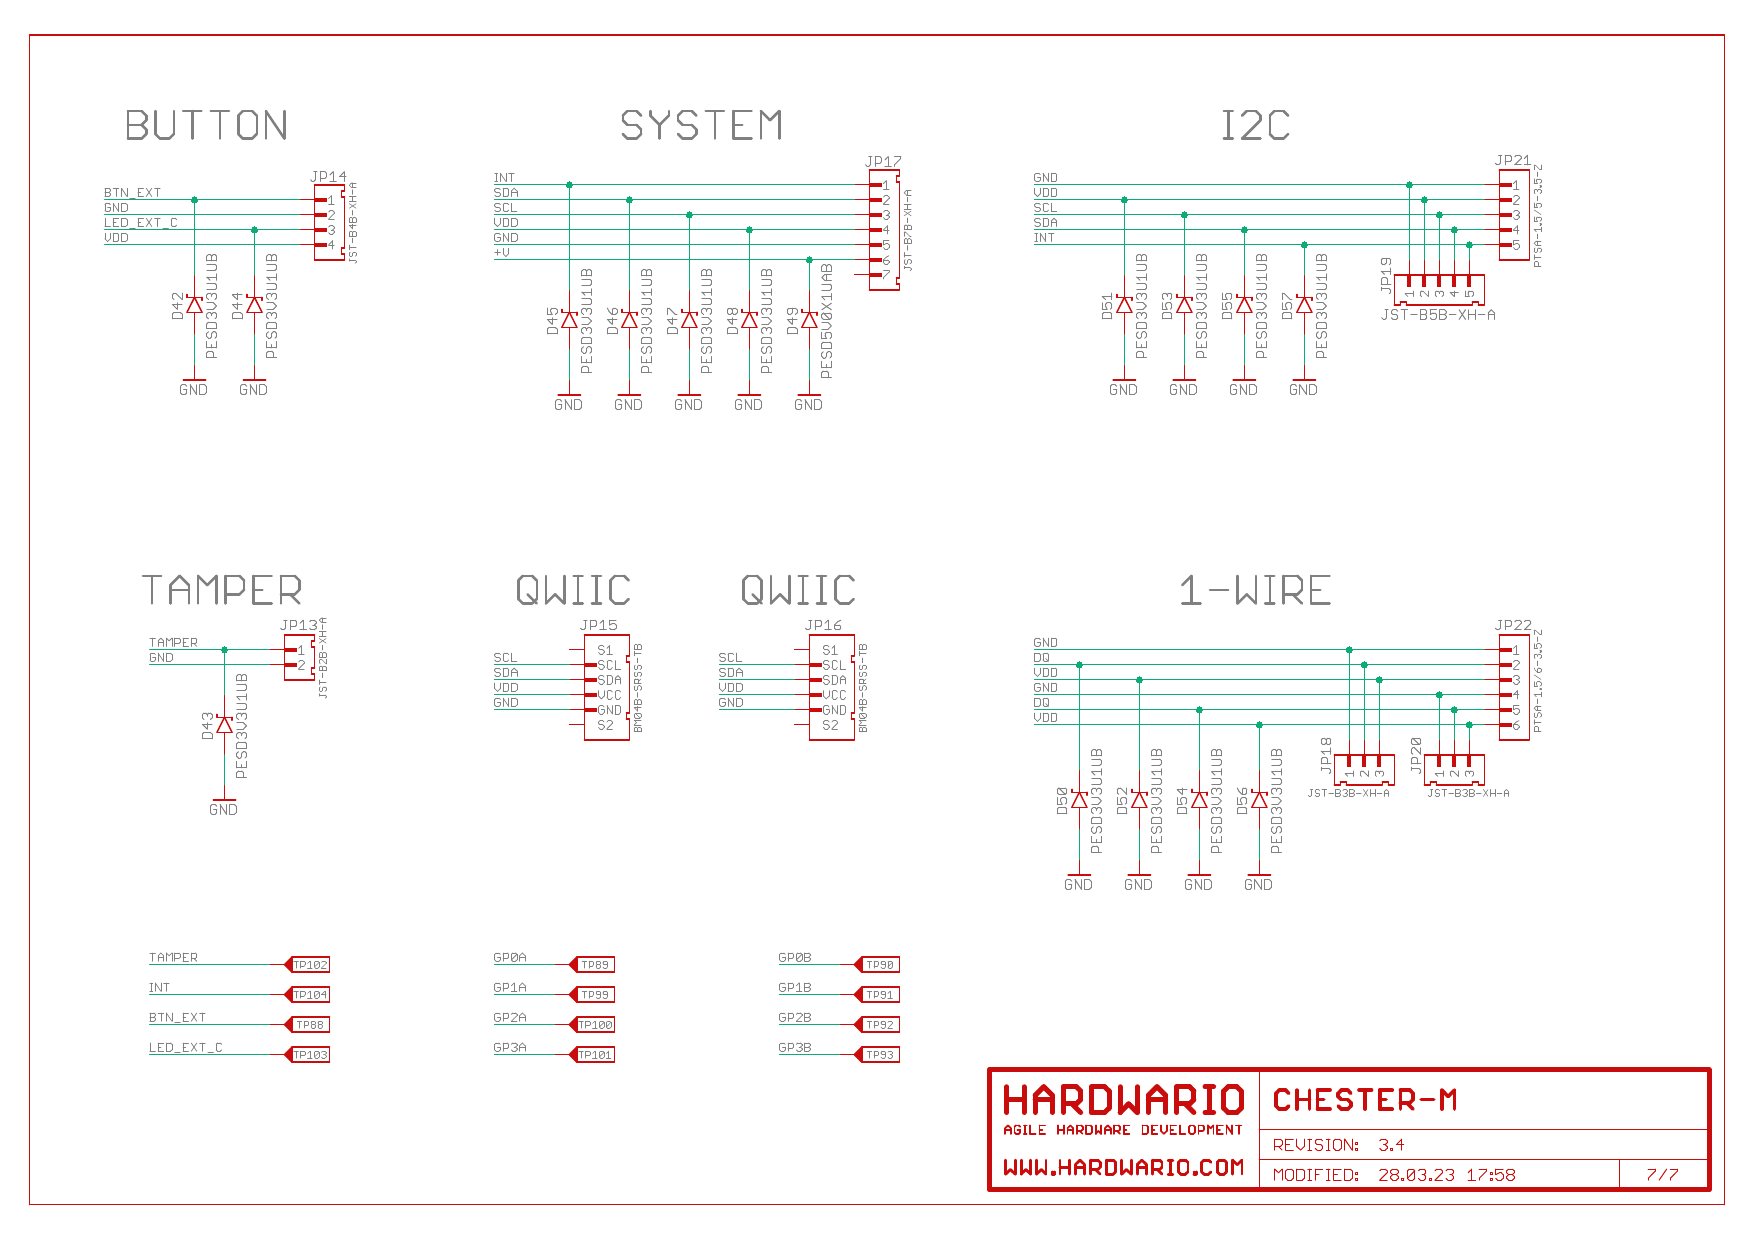 BUTTON
JP14
BTN_EXT
GND
LED_EXT_C
VDD
1
2
3
4
JST-B4B-XH-A
D42
PESD3V3U1UB
D44
PESD3V3U1UB
GND
GND
SYSTEM
JP17
INT
SDA
SCL
VDD
GND
+V
1
2
3
4
5
6
7
JST-B7B-XH-A
D45
PESD3V3U1UB
D46
PESD3V3U1UB
D47
PESD3V3U1UB
D48
PESD3V3U1UB
D49
PESD5V0X1UAB
GND
GND
GND
GND
GND
I2C
JP21
GND
VDD
SCL
SDA
INT
1
2
3
4
5
PTSA-1.5/5-3.5-Z
JP19
1
2
3
4
5
JST-B5B-XH-A
D51
PESD3V3U1UB
D53
PESD3V3U1UB
D55
PESD3V3U1UB
D57
PESD3V3U1UB
GND
GND
GND
GND
TAMPER
JP13
TAMPER
GND
1
2
JST-B2B-XH-A
D43
PESD3V3U1UB
GND
QWIIC
JP15
SCL
SDA
VDD
GND
S1
SCL
SDA
VCC
GND
S2
BM04B-SRSS-TB
QWIIC
JP16
SCL
SDA
VDD
GND
S1
SCL
SDA
VCC
GND
S2
BM04B-SRSS-TB
1-WIRE
JP22
GND
DQ
VDD
GND
DQ
VDD
1
2
3
4
5
6
PTSA-1.5/6-3.5-Z
JP18
1
2
3
JST-B3B-XH-A
JP20
1
2
3
JST-B3B-XH-A
D50
PESD3V3U1UB
D52
PESD3V3U1UB
D54
PESD3V3U1UB
D56
PESD3V3U1UB
GND
GND
GND
GND
TAMPER TP102
INT TP104
BTN_EXT TP88
LED_EXT_C TP103
GP0A TP89
GP1A TP99
GP2A TP100
GP3A TP101
GP0B TP90
GP1B TP91
GP2B TP92
GP3B TP93
HARDWARIO
AGILE HARDWARE DEVELOPMENT
WWW.HARDWARIO.COM
CHESTER-M
REVISION: 3.4
MODIFIED: 28.03.23 17:58
7/7